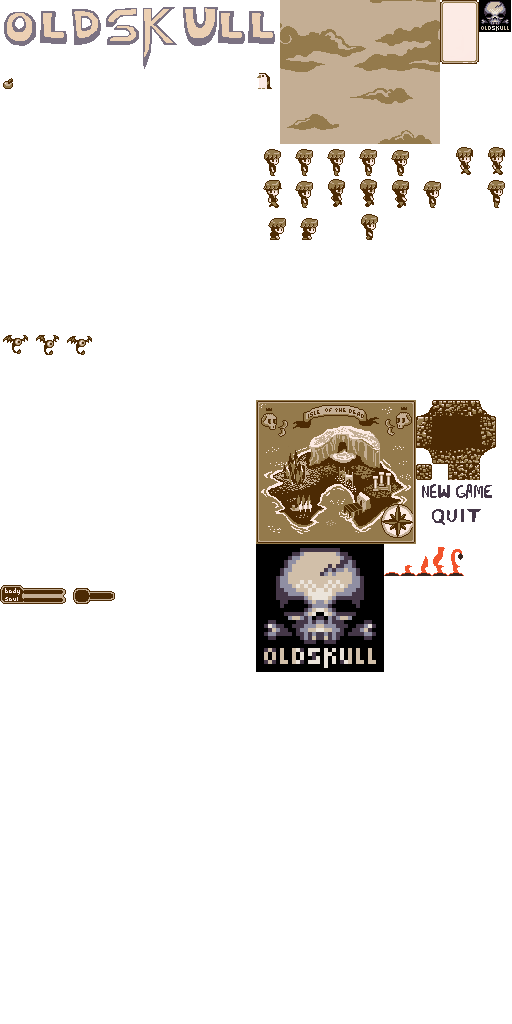 OLDSKULL
OLDSKULL
ISLE OF THE DEAD
NEW GAME
QUIT
body
soul
OLDSKULL